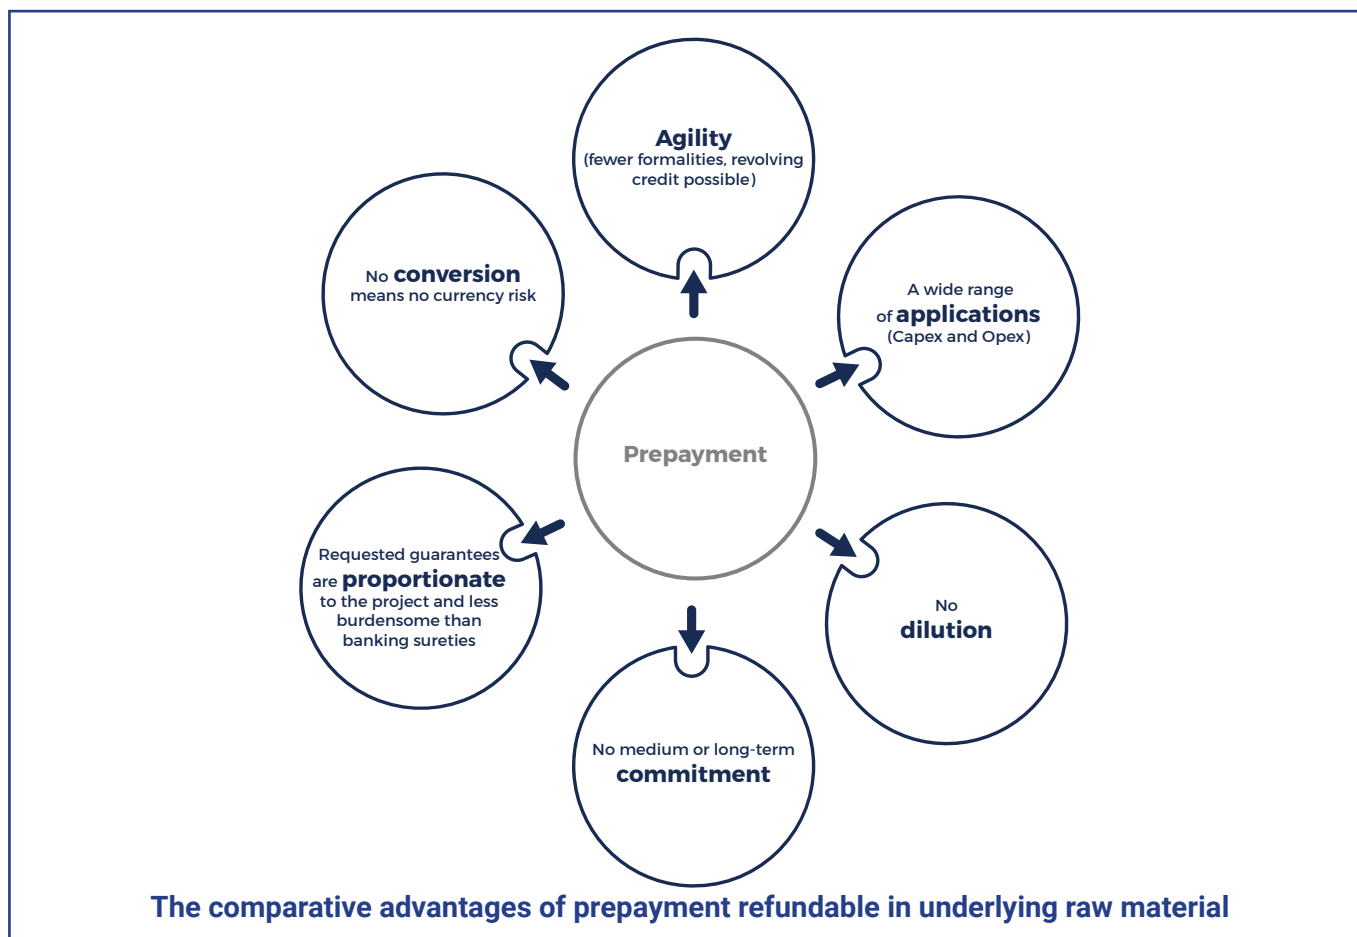 Agility
(fewer formalities, revolving
credit possible)
No conversion
means no currency risk
A wide range
of applications
(Capex and Opex)
Prepayment
Requested guarantees
are proportionate
to the project and less
burdensome than
banking sureties
No
dilution
No medium or long-term
commitment
The comparative advantages of prepayment refundable in underlying raw material